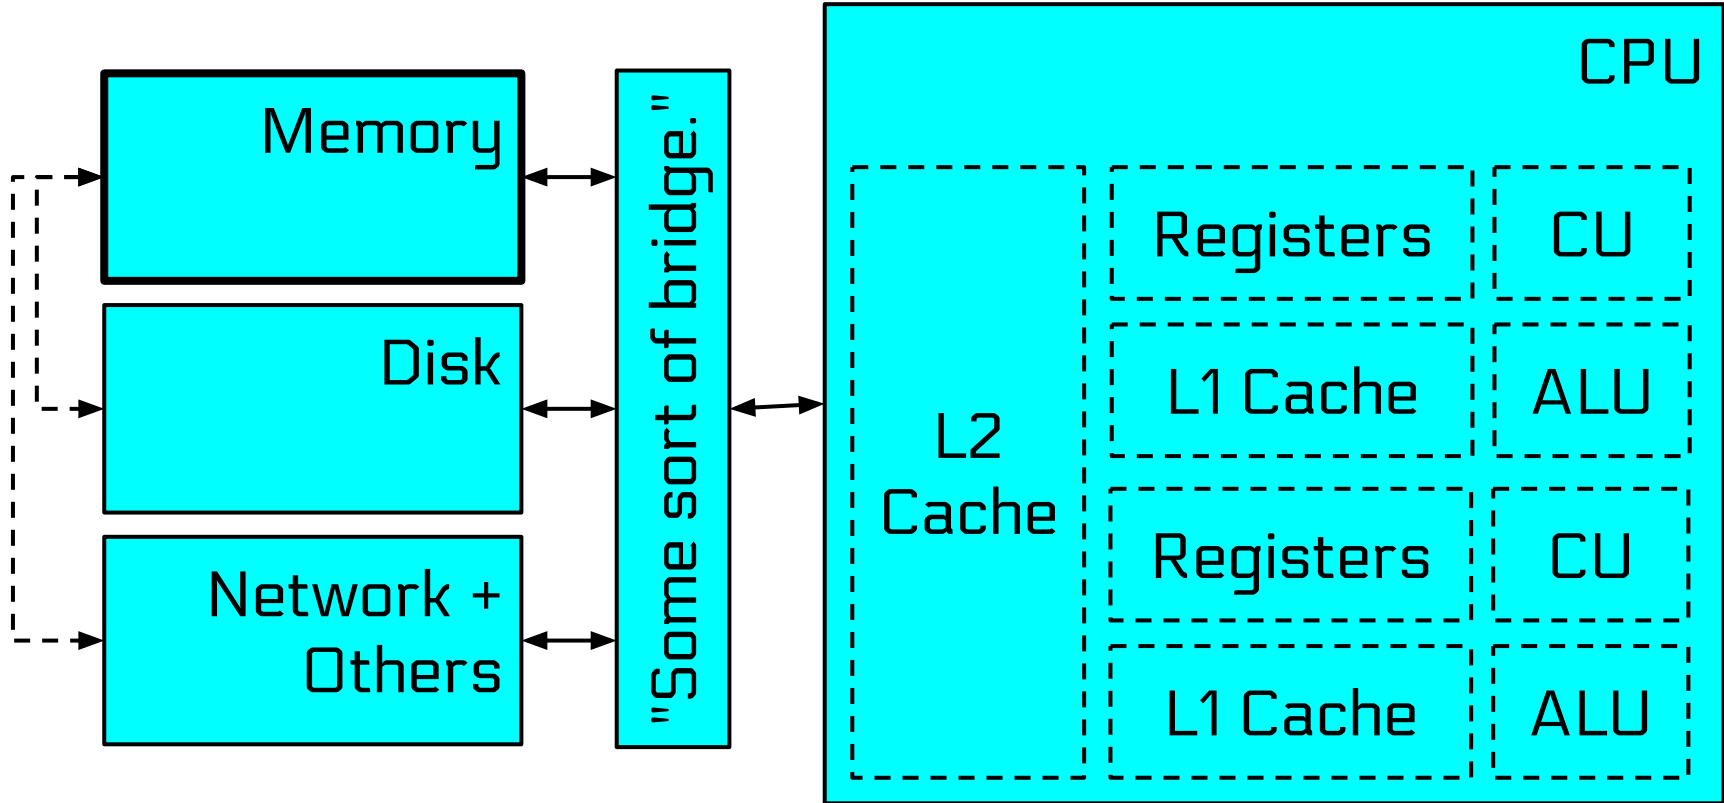 Memory
Disk
Network +
Others
"Some sort of bridge."
CPU
L2
Cache
Registers
CU
L1 Cache
ALU
Registers
CU
L1 Cache
ALU